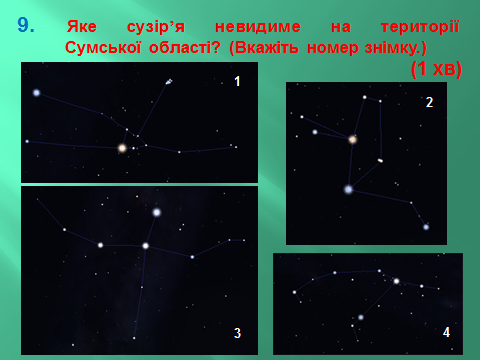 9. Яке сузір’я невидиме на території
Сумської області? (Вкажіть номер знімку.)
(1 хв)
1
2
3
4